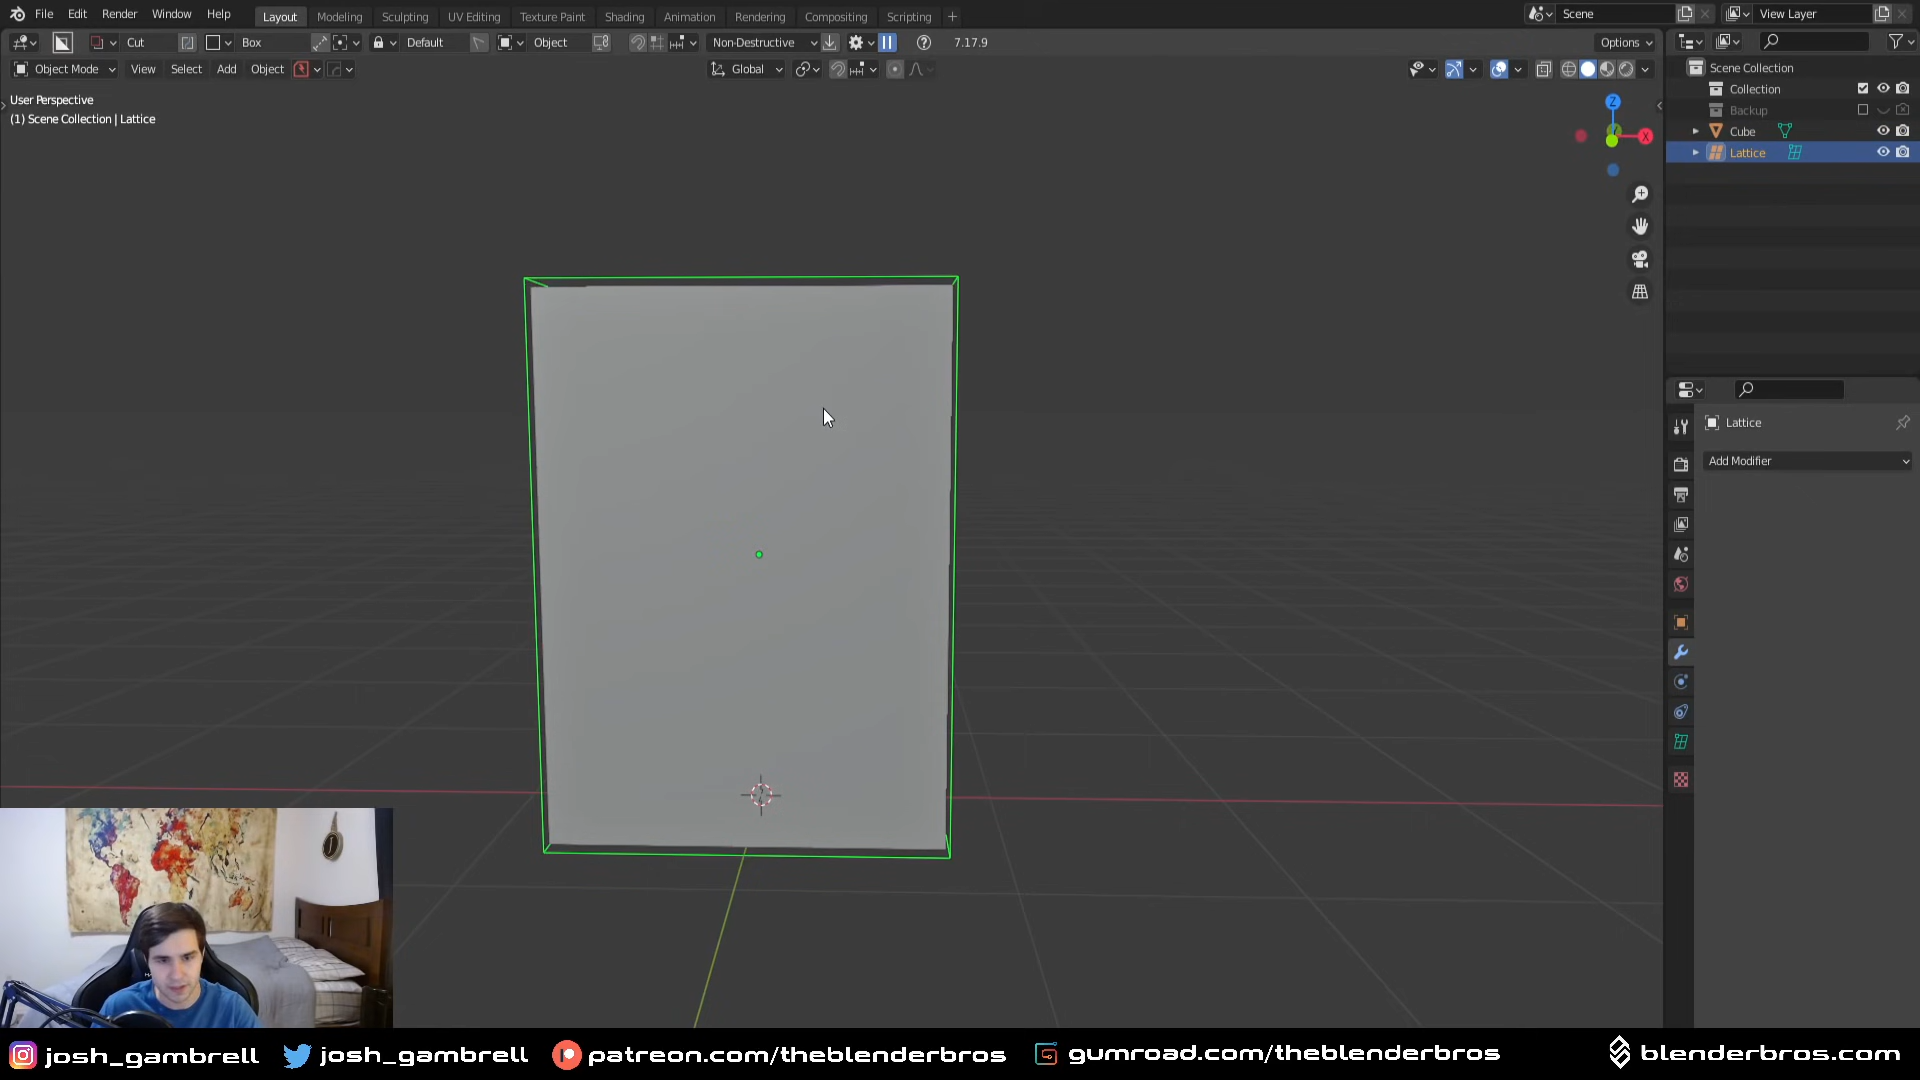 File Edit Render Window Help Layout Modeling Sculpting UV Editing Texture Paint Shading Animation Rendering Compositing Scripting + Scene View Layer
Cut Box Default Object Non-Destructive 7.17.9 Options
Object Mode View Select Add Object Global
User Perspective
(1) Scene Collection | Lattice
Z
X
Scene Collection
Collection
Backup
Cube
Lattice
Lattice
Add Modifier
josh_gambrell josh_gambrell patreon.com/theblenderbros gumroad.com/theblenderbros blenderbros.com